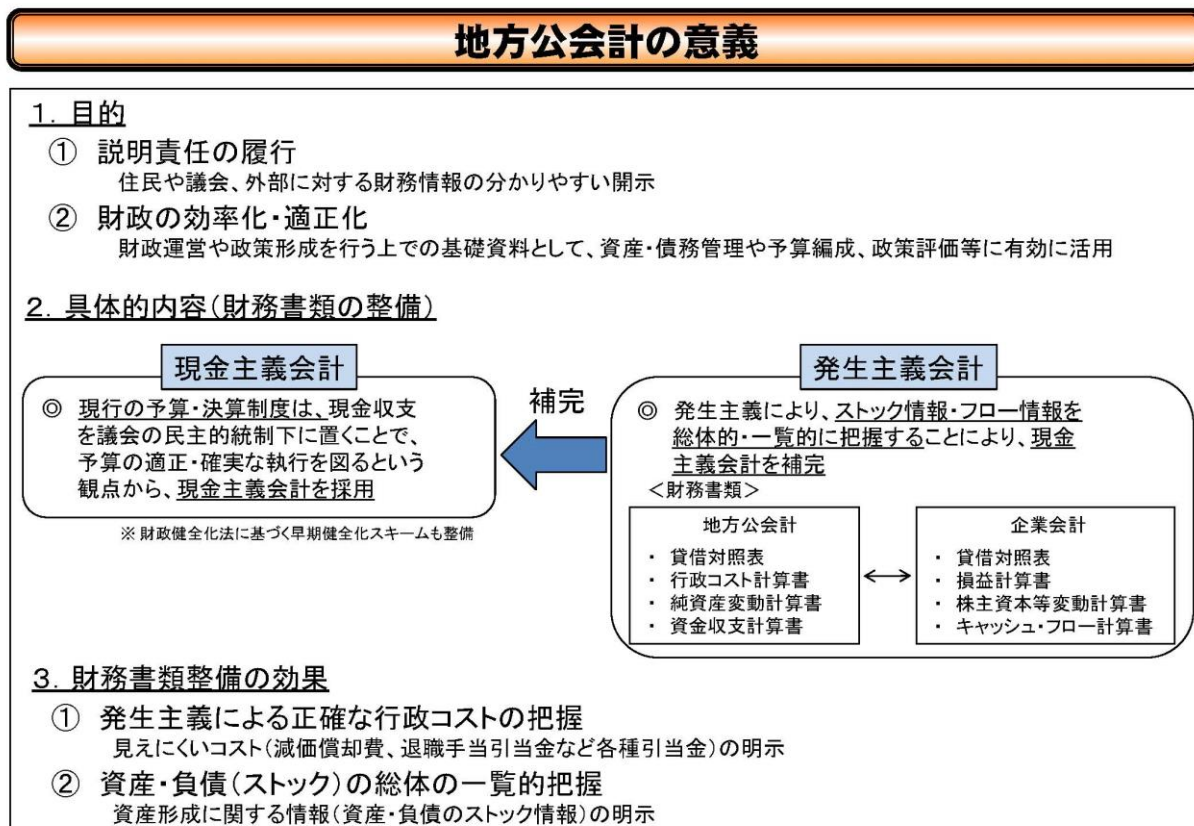 地方公会計の意義
１．目的
① 説明責任の履行
住民や議会、外部に対する財務情報の分かりやすい開示
② 財政の効率化・適正化
財政運営や政策形成を行う上での基礎資料として、資産・債務管理や予算編成、政策評価等に有効に活用
２．具体的内容（財務書類の整備）
現金主義会計
◎ 現行の予算・決算制度は、現金収支
を議会の民主的統制下に置くことで、
予算の適正・確実な執行を図るという
観点から、現金主義会計を採用
※ 財政健全化法に基づく早期健全化スキームも整備
補完
発生主義会計
◎ 発生主義により、ストック情報・フロー情報を
総体的・一覧的に把握することにより、現金
主義会計を補完
＜財務書類＞
地方公会計
・ 貸借対照表
・ 行政コスト計算書
・ 純資産変動計算書
・ 資金収支計算書
企業会計
・ 貸借対照表
・ 損益計算書
・ 株主資本等変動計算書
・ キャッシュ・フロー計算書
３．財務書類整備の効果
① 発生主義による正確な行政コストの把握
見えにくいコスト（減価償却費、退職手当引当金など各種引当金）の明示
② 資産・負債（ストック）の総体の一覧的把握
資産形成に関する情報（資産・負債のストック情報）の明示